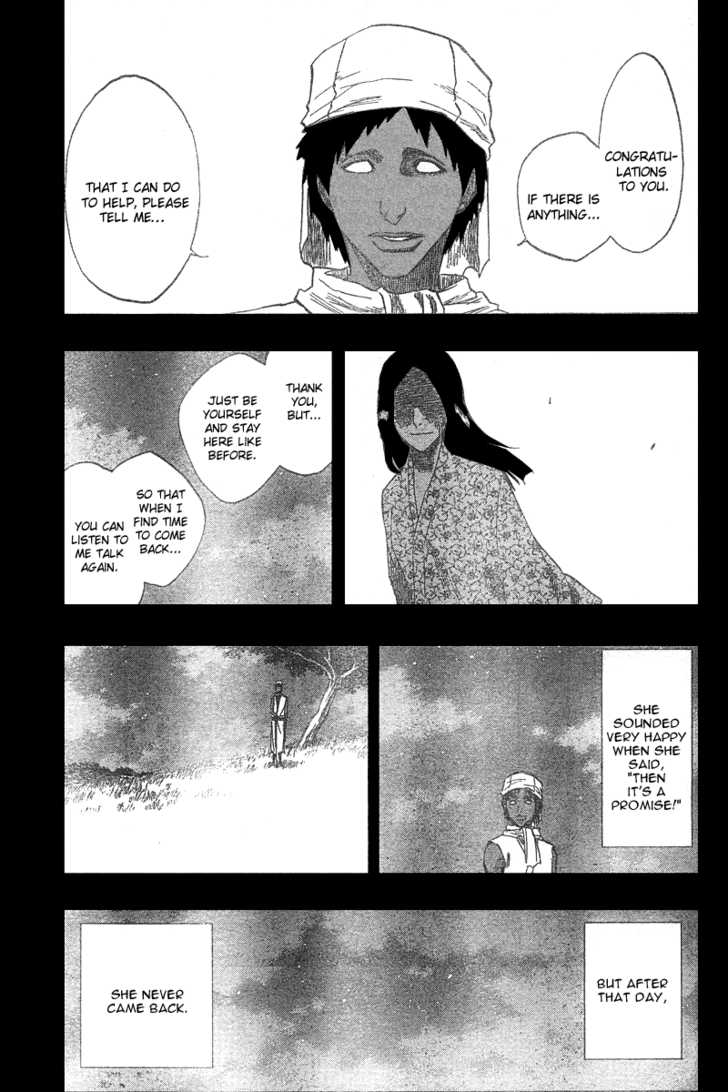 CONGRATU-
LATIONS
TO YOU.
IF THERE IS
ANYTHING...
THAT I CAN DO
TO HELP, PLEASE
TELL ME...
THANK
YOU,
BUT...
JUST BE
YOURSELF
AND STAY
HERE LIKE
BEFORE.
SO THAT
WHEN I
FIND TIME
TO COME
BACK...
YOU CAN
LISTEN TO
ME TALK
AGAIN.
SHE
SOUNDED
VERY HAPPY
WHEN SHE
SAID,
"THEN
IT'S A
PROMISE!"
BUT AFTER
THAT DAY,
SHE NEVER
CAME BACK.